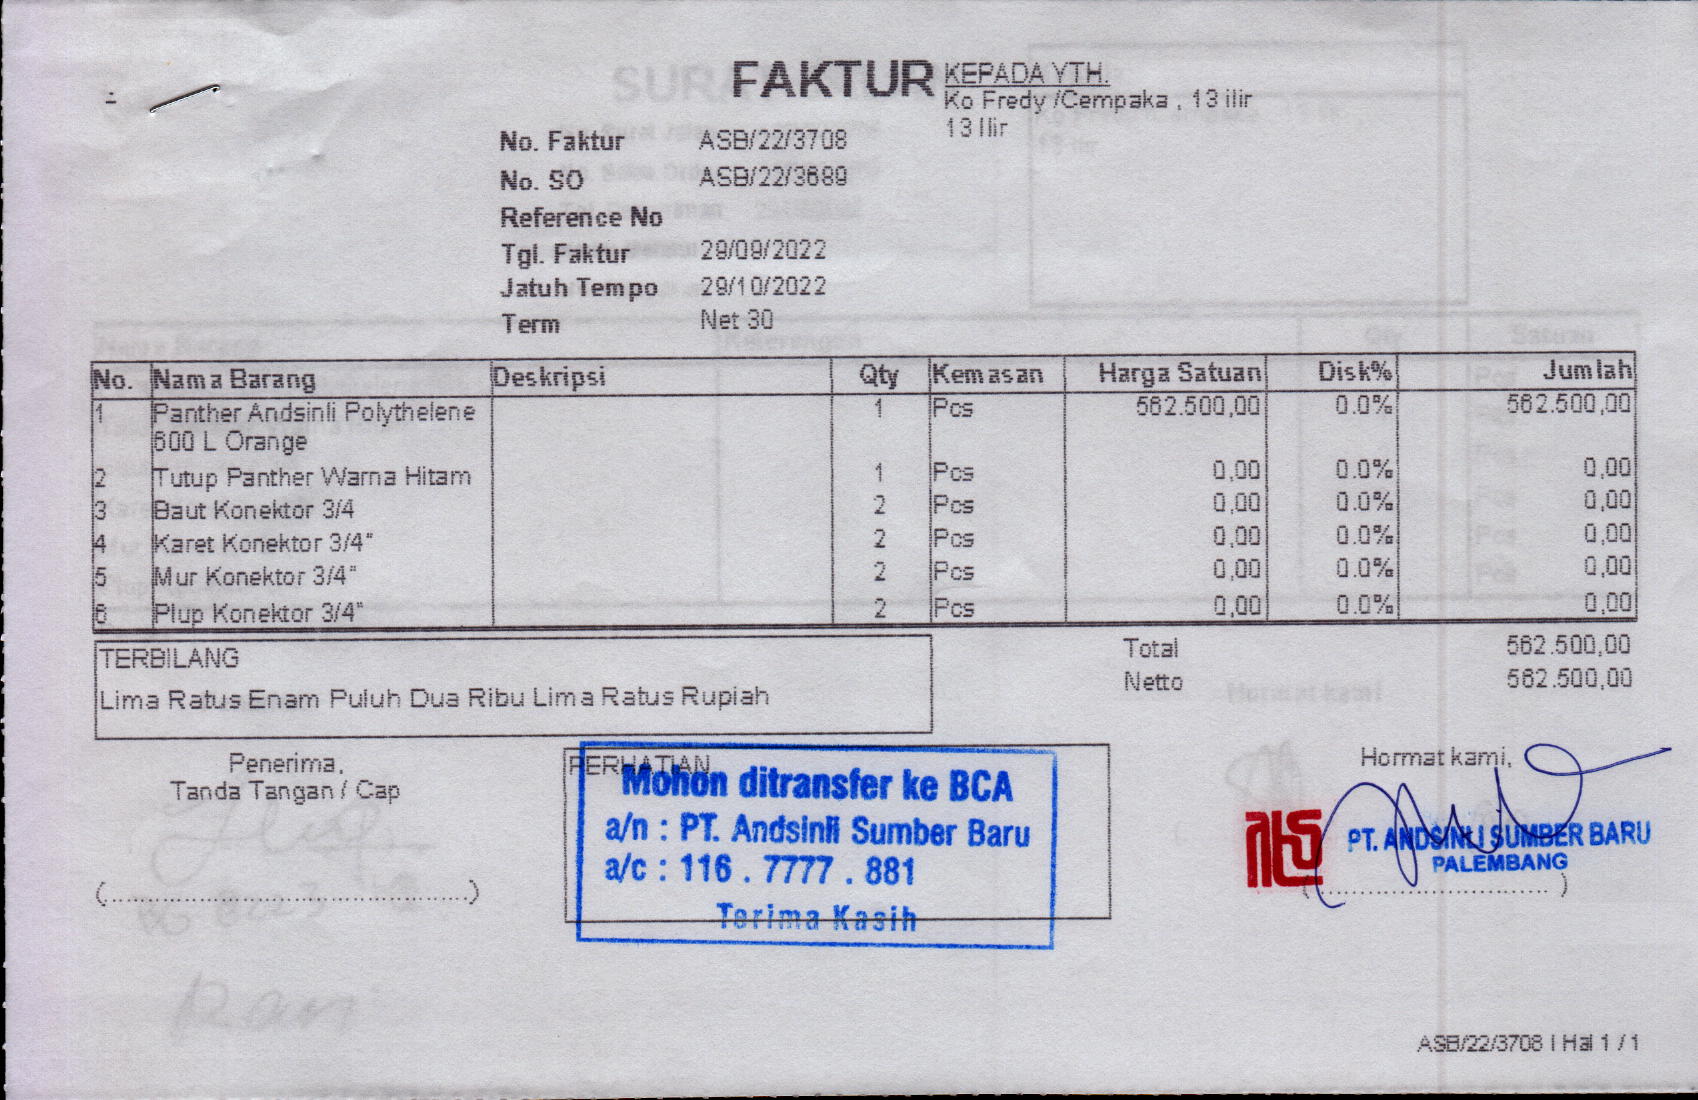 FAKTUR
KEPADA YTH.
Ko Fredy /Cempaka , 13 ilir
13 Ilir
No. Faktur ASB/22/3708
No. SO ASB/22/3689
Reference No
Tgl. Faktur 29/09/2022
Jatuh Tempo 29/10/2022
Term Net 30
No. Nama Barang Deskripsi Qty Kemasan Harga Satuan Disk% Jumlah
1 Panther Andsinli Polythelene 1 Pcs 562.500,00 0.0% 562.500,00
600 L Orange
2 Tutup Panther Warna Hitam 1 Pcs 0,00 0.0% 0,00
3 Baut Konektor 3/4 2 Pcs 0,00 0.0% 0,00
4 Karet Konektor 3/4" 2 Pcs 0,00 0.0% 0,00
5 Mur Konektor 3/4" 2 Pcs 0,00 0.0% 0,00
6 Plup Konektor 3/4" 2 Pcs 0,00 0.0% 0,00
Total 562.500,00
Netto 562.500,00
TERBILANG
Lima Ratus Enam Puluh Dua Ribu Lima Ratus Rupiah
Penerima,
Tanda Tangan / Cap
(....................................................)
PERHATIAN
Mohon ditransfer ke BCA
a/n : PT. Andsinli Sumber Baru
a/c : 116 . 7777 . 881
Terima Kasih
Hormat kami,
PT. ANDSINLI SUMBER BARU
PALEMBANG
(................................)
ASB/22/3708 | Hal 1 / 1